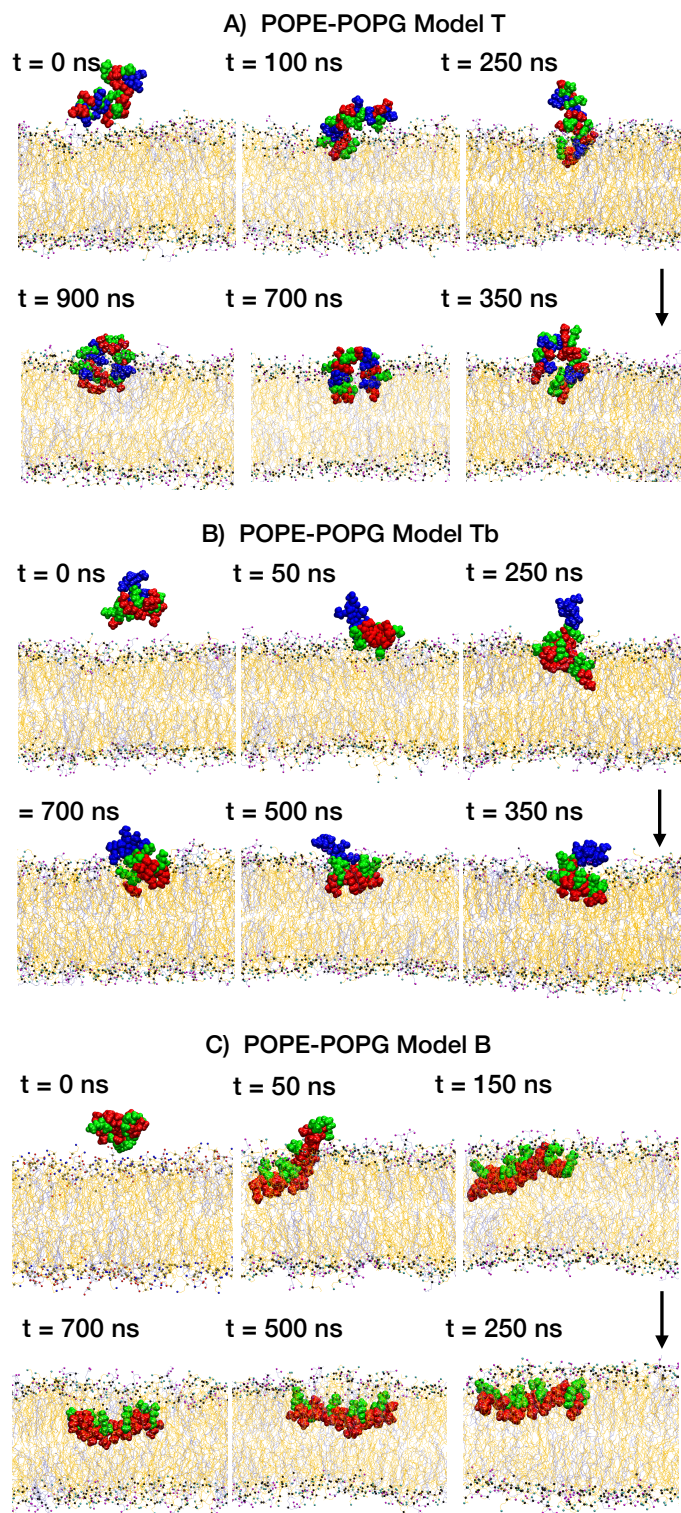 A) POPE-POPG Model T
t = 0 ns t = 100 ns t = 250 ns
t = 900 ns t = 700 ns t = 350 ns
B) POPE-POPG Model Tb
t = 0 ns t = 50 ns t = 250 ns
= 700 ns t = 500 ns t = 350 ns
C) POPE-POPG Model B
t = 0 ns t = 50 ns t = 150 ns
t = 700 ns t = 500 ns t = 250 ns